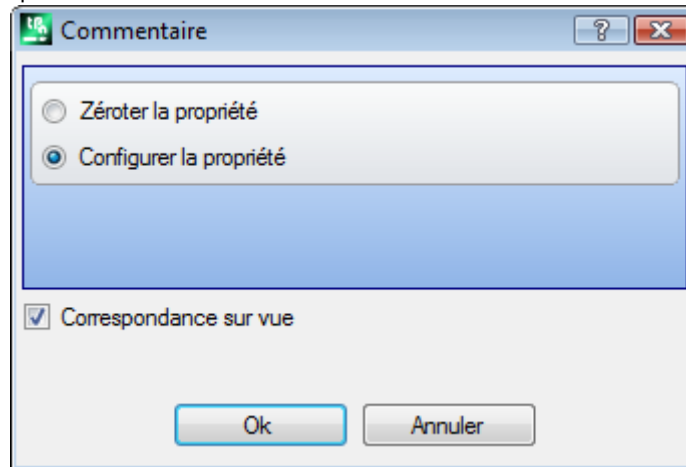 Commentaire
Zéroter la propriété
Configurer la propriété
Correspondance sur vue
Ok
Annuler